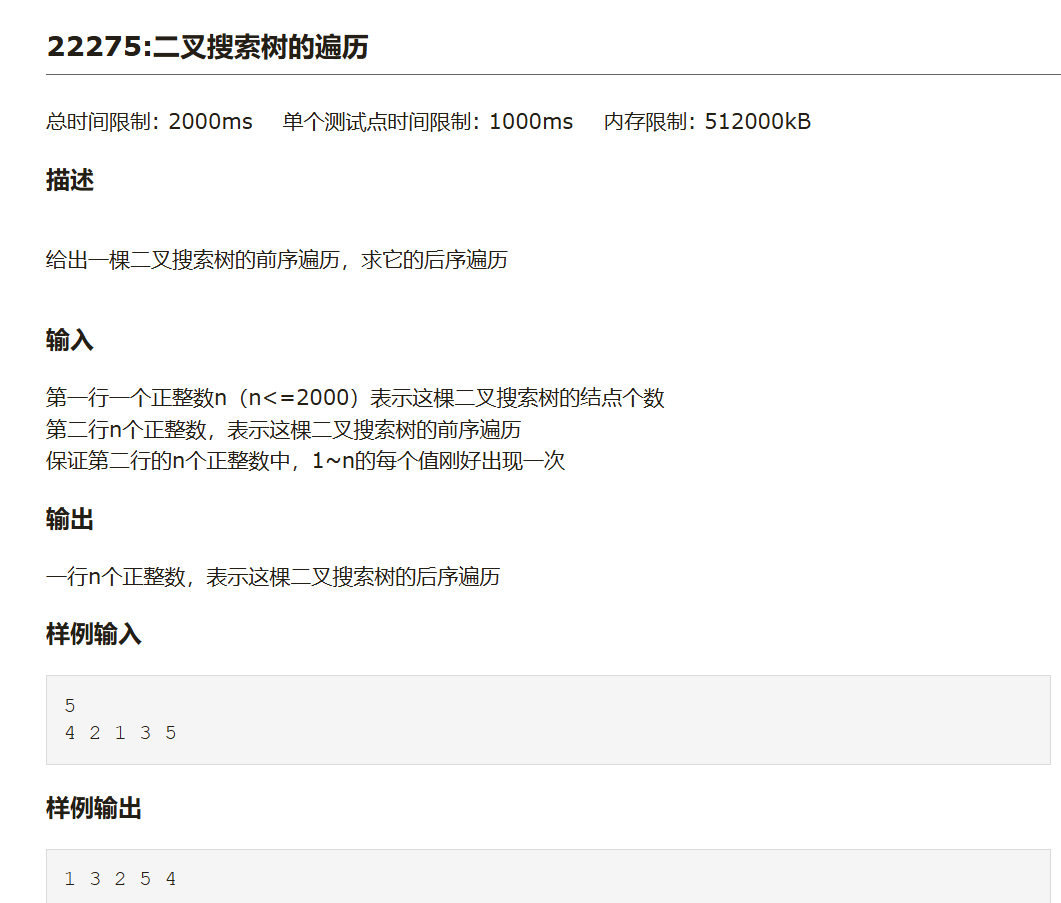 22275:二叉搜索树的遍历
总时间限制: 2000ms 单个测试点时间限制: 1000ms 内存限制: 512000kB
描述
给出一棵二叉搜索树的前序遍历，求它的后序遍历
输入
第一行一个正整数n（n<=2000）表示这棵二叉搜索树的结点个数
第二行n个正整数，表示这棵二叉搜索树的前序遍历
保证第二行的n个正整数中，1~n的每个值刚好出现一次
输出
一行n个正整数，表示这棵二叉搜索树的后序遍历
样例输入
5
4 2 1 3 5
样例输出
1 3 2 5 4